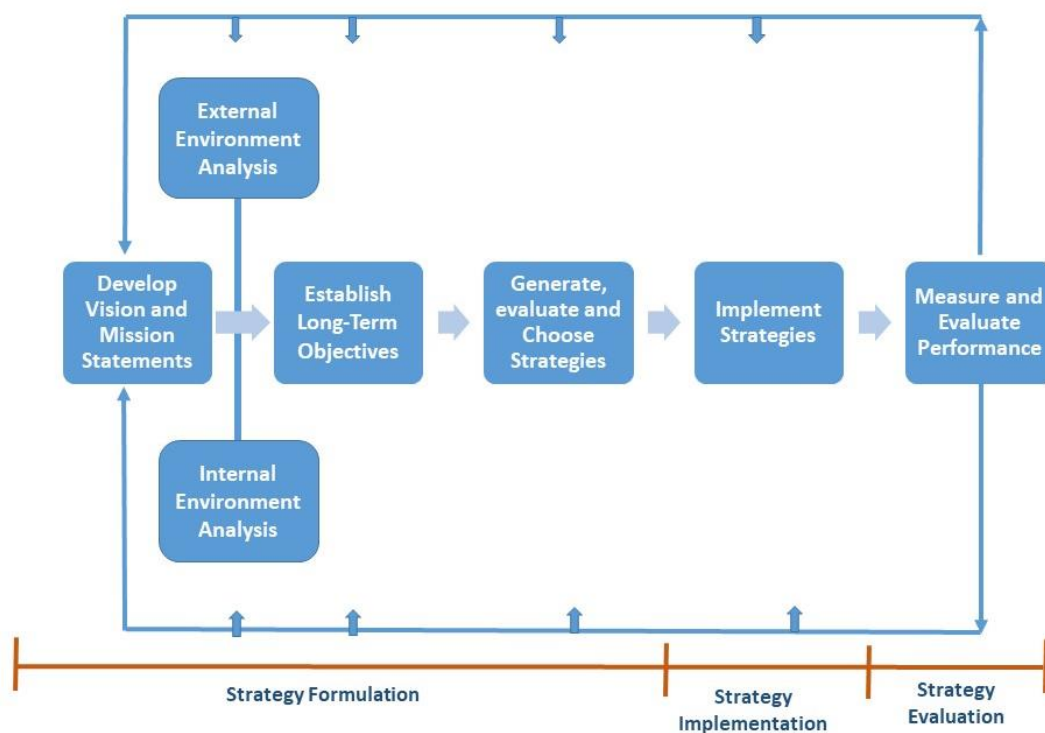 External
Environment
Analysis
Develop
Vision and
Mission
Statements
Establish
Long-Term
Objectives
Generate,
evaluate and
Choose
Strategies
Implement
Strategies
Measure and
Evaluate
Performance
Internal
Environment
Analysis
Strategy Formulation
Strategy
Implementation
Strategy
Evaluation